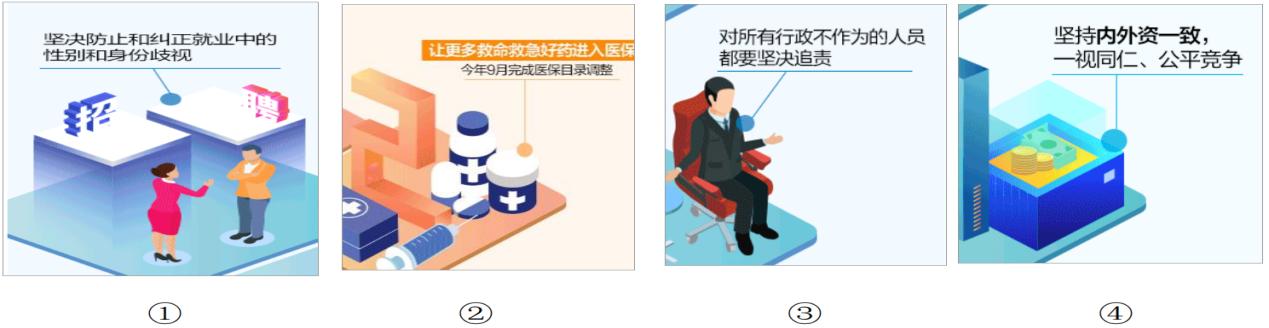 坚决防止和纠正就业中的
性别和身份歧视
招
聘
①
让更多救命救急好药进入医保
今年9月完成医保目录调整
②
对所有行政不作为的人员
都要坚决追责
③
坚持内外资一致，
一视同仁、公平竞争
④